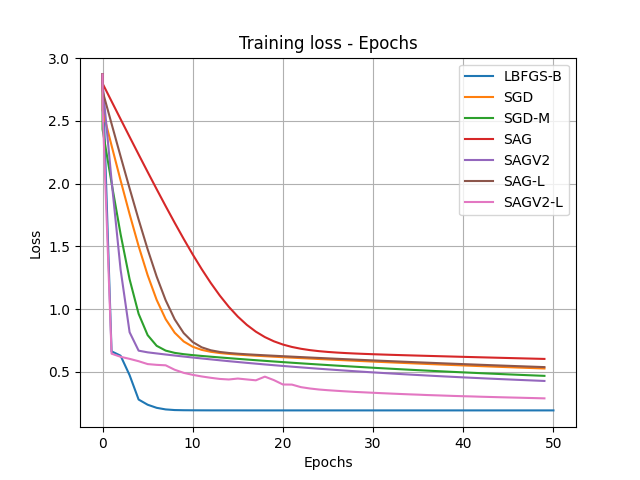 Training loss - Epochs
3.0
2.5
2.0
1.5
1.0
0.5
Loss
LBFGS-B
SGD
SGD-M
SAG
SAGV2
SAG-L
SAGV2-L
0 10 20 30 40 50
Epochs